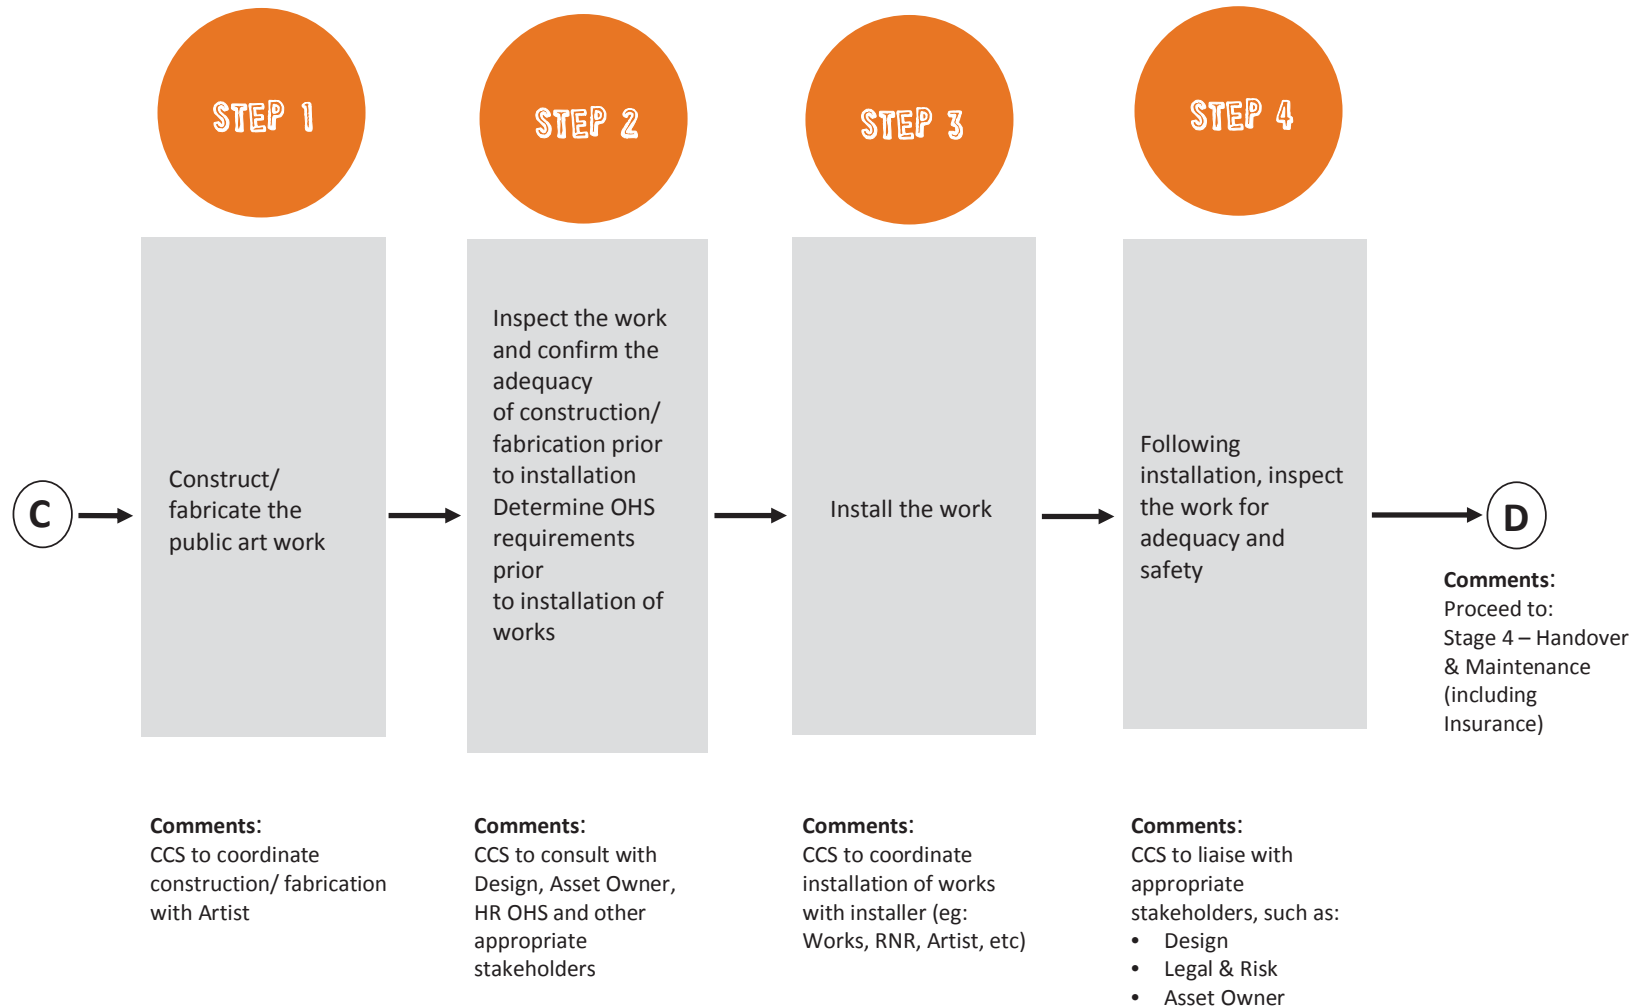 STEP 1
STEP 2
STEP 3
STEP 4
C
Construct/
fabricate the
public art work
Inspect the work
and confirm the
adequacy
of construction/
fabrication prior
to installation
Determine OHS
requirements
prior
to installation of
works
Install the work
Following
installation, inspect
the work for
adequacy and
safety
D
Comments:
Proceed to:
Stage 4 – Handover
& Maintenance
(including
Insurance)
Comments:
CCS to coordinate
construction/ fabrication
with Artist
Comments:
CCS to consult with
Design, Asset Owner,
HR OHS and other
appropriate
stakeholders
Comments:
CCS to coordinate
installation of works
with installer (eg:
Works, RNR, Artist, etc)
Comments:
CCS to liaise with
appropriate
stakeholders, such as:
• Design
• Legal & Risk
• Asset Owner